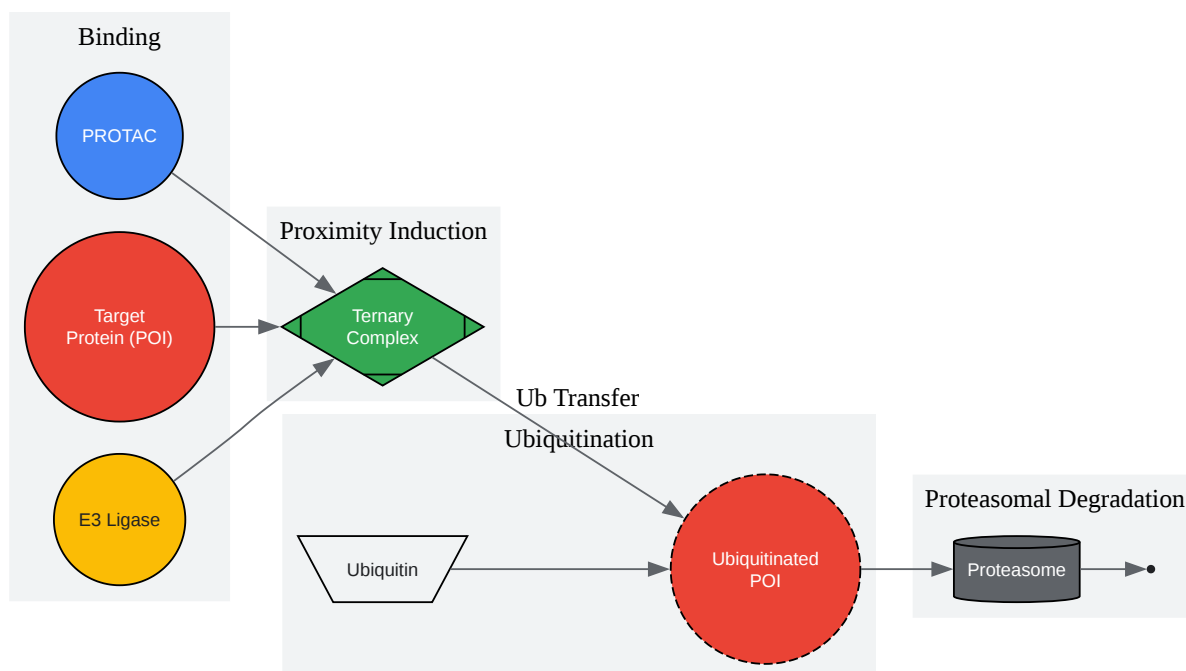 Binding
PROTAC
Target
Protein (POI)
E3 Ligase
Proximity Induction
Ternary
Complex
Ub Transfer
Ubiquitination
Ubiquitin
Ubiquitinated
POI
Proteasomal Degradation
Proteasome